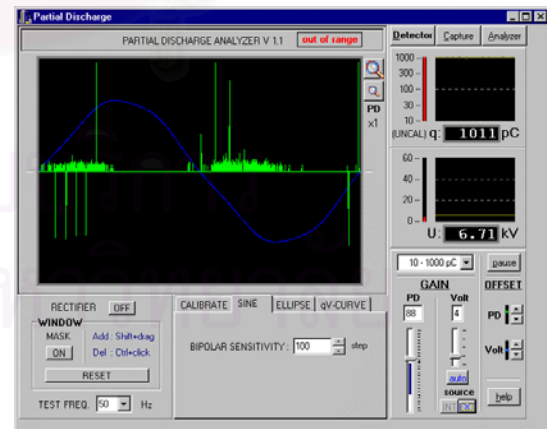 Partial Discharge
PARTIAL DISCHARGE ANALYZER V 1.1
out of range
PD
x1
Detector
Capture
Analyzer
1000
300
100
30
10
(UNCAL) q: 1011 pC
60
40
20
0
U: 6.71 kV
10 - 1000 pC
pause
GAIN
OFFSET
PD
Volt
88
4
PD
Volt
auto
source
INT EX
help
RECTIFIER OFF
WINDOW
MASK
Add : Shift+drag
ON
Del : Ctrl+click
RESET
TEST FREQ. 50 Hz
CALIBRATE SINE ELLIPSE qV-CURVE
BIPOLAR SENSITIVITY : 100 step